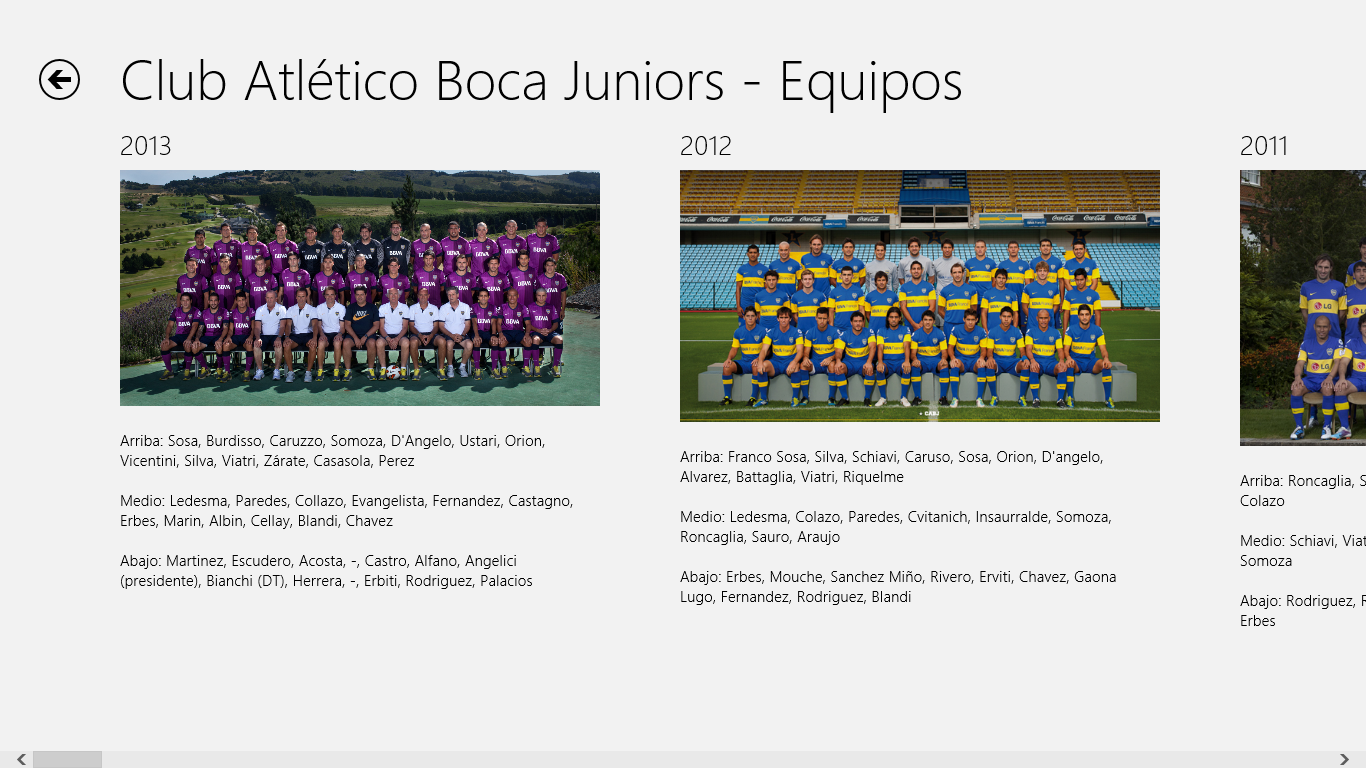 Club Atlético Boca Juniors - Equipos
2013
Arriba: Sosa, Burdisso, Caruzzo, Somoza, D'Angelo, Ustari, Orion,
Vicentini, Silva, Viatri, Zárate, Casasola, Perez
Medio: Ledesma, Paredes, Collazo, Evangelista, Fernandez, Castagno,
Erbes, Marin, Albin, Cellay, Blandi, Chavez
Abajo: Martinez, Escudero, Acosta, -, Castro, Alfano, Angelici
(presidente), Bianchi (DT), Herrera, -, Erbiti, Rodriguez, Palacios
2012
Arriba: Franco Sosa, Silva, Schiavi, Caruso, Sosa, Orion, D'angelo,
Alvarez, Battaglia, Viatri, Riquelme
Medio: Ledesma, Colazo, Paredes, Cvitanich, Insaurralde, Somoza,
Roncaglia, Sauro, Araujo
Abajo: Erbes, Mouche, Sanchez Miño, Rivero, Erviti, Chavez, Gaona
Lugo, Fernandez, Rodriguez, Blandi
2011
Arriba: Roncaglia, S
Colazo
Medio: Schiavi, Viat
Somoza
Abajo: Rodriguez, R
Erbes